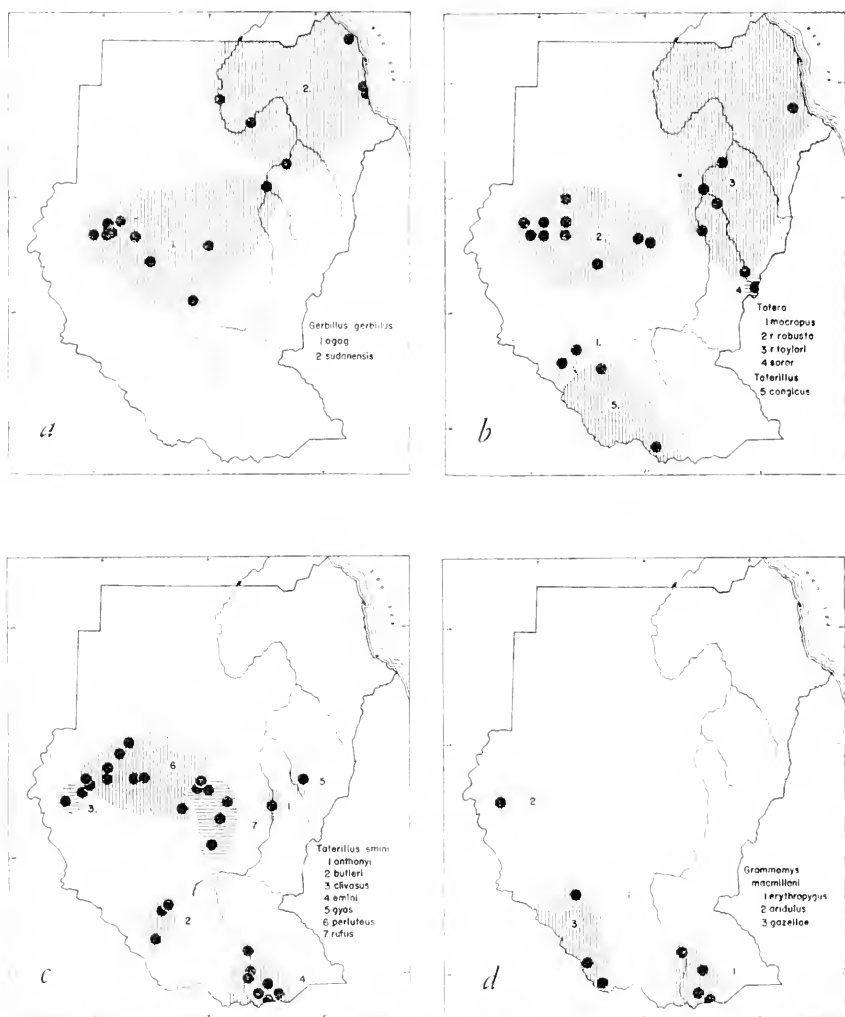 2.
1
Gerbillus gerbillus
1 agag
2 sudanensis
a
3
2.
4
1.
5.
Tatera
1 macropus
2 r robusta
3 r taylori
4 soror
Taterillus
5 congicus
b
6
5
3.
1
7
2
4
Taterillus emini
1 anthonyi
2 butleri
3 clivosus
4 emini
5 gyas
6 perluteus
7 rufus
c
2
1
3
1
Grammomys
macmillani
1 erythropygus
2 aridulus
3 gazellae
d